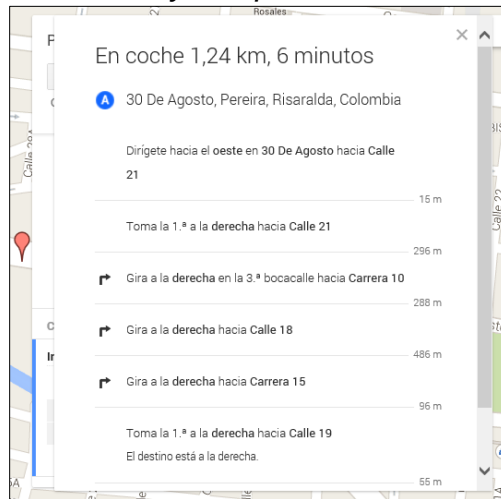 Rosales
P
En coche 1,24 km, 6 minutos
×
A
30 De Agosto, Pereira, Risaralda, Colombia
Dirígete hacia el oeste en 30 De Agosto hacia Calle
21
15 m
Toma la 1.ª a la derecha hacia Calle 21
296 m
Gira a la derecha en la 3.ª bocacalle hacia Carrera 10
288 m
Gira a la derecha hacia Calle 18
486 m
Gira a la derecha hacia Carrera 15
96 m
Toma la 1.ª a la derecha hacia Calle 19
El destino está a la derecha.
55 m
Calle 22